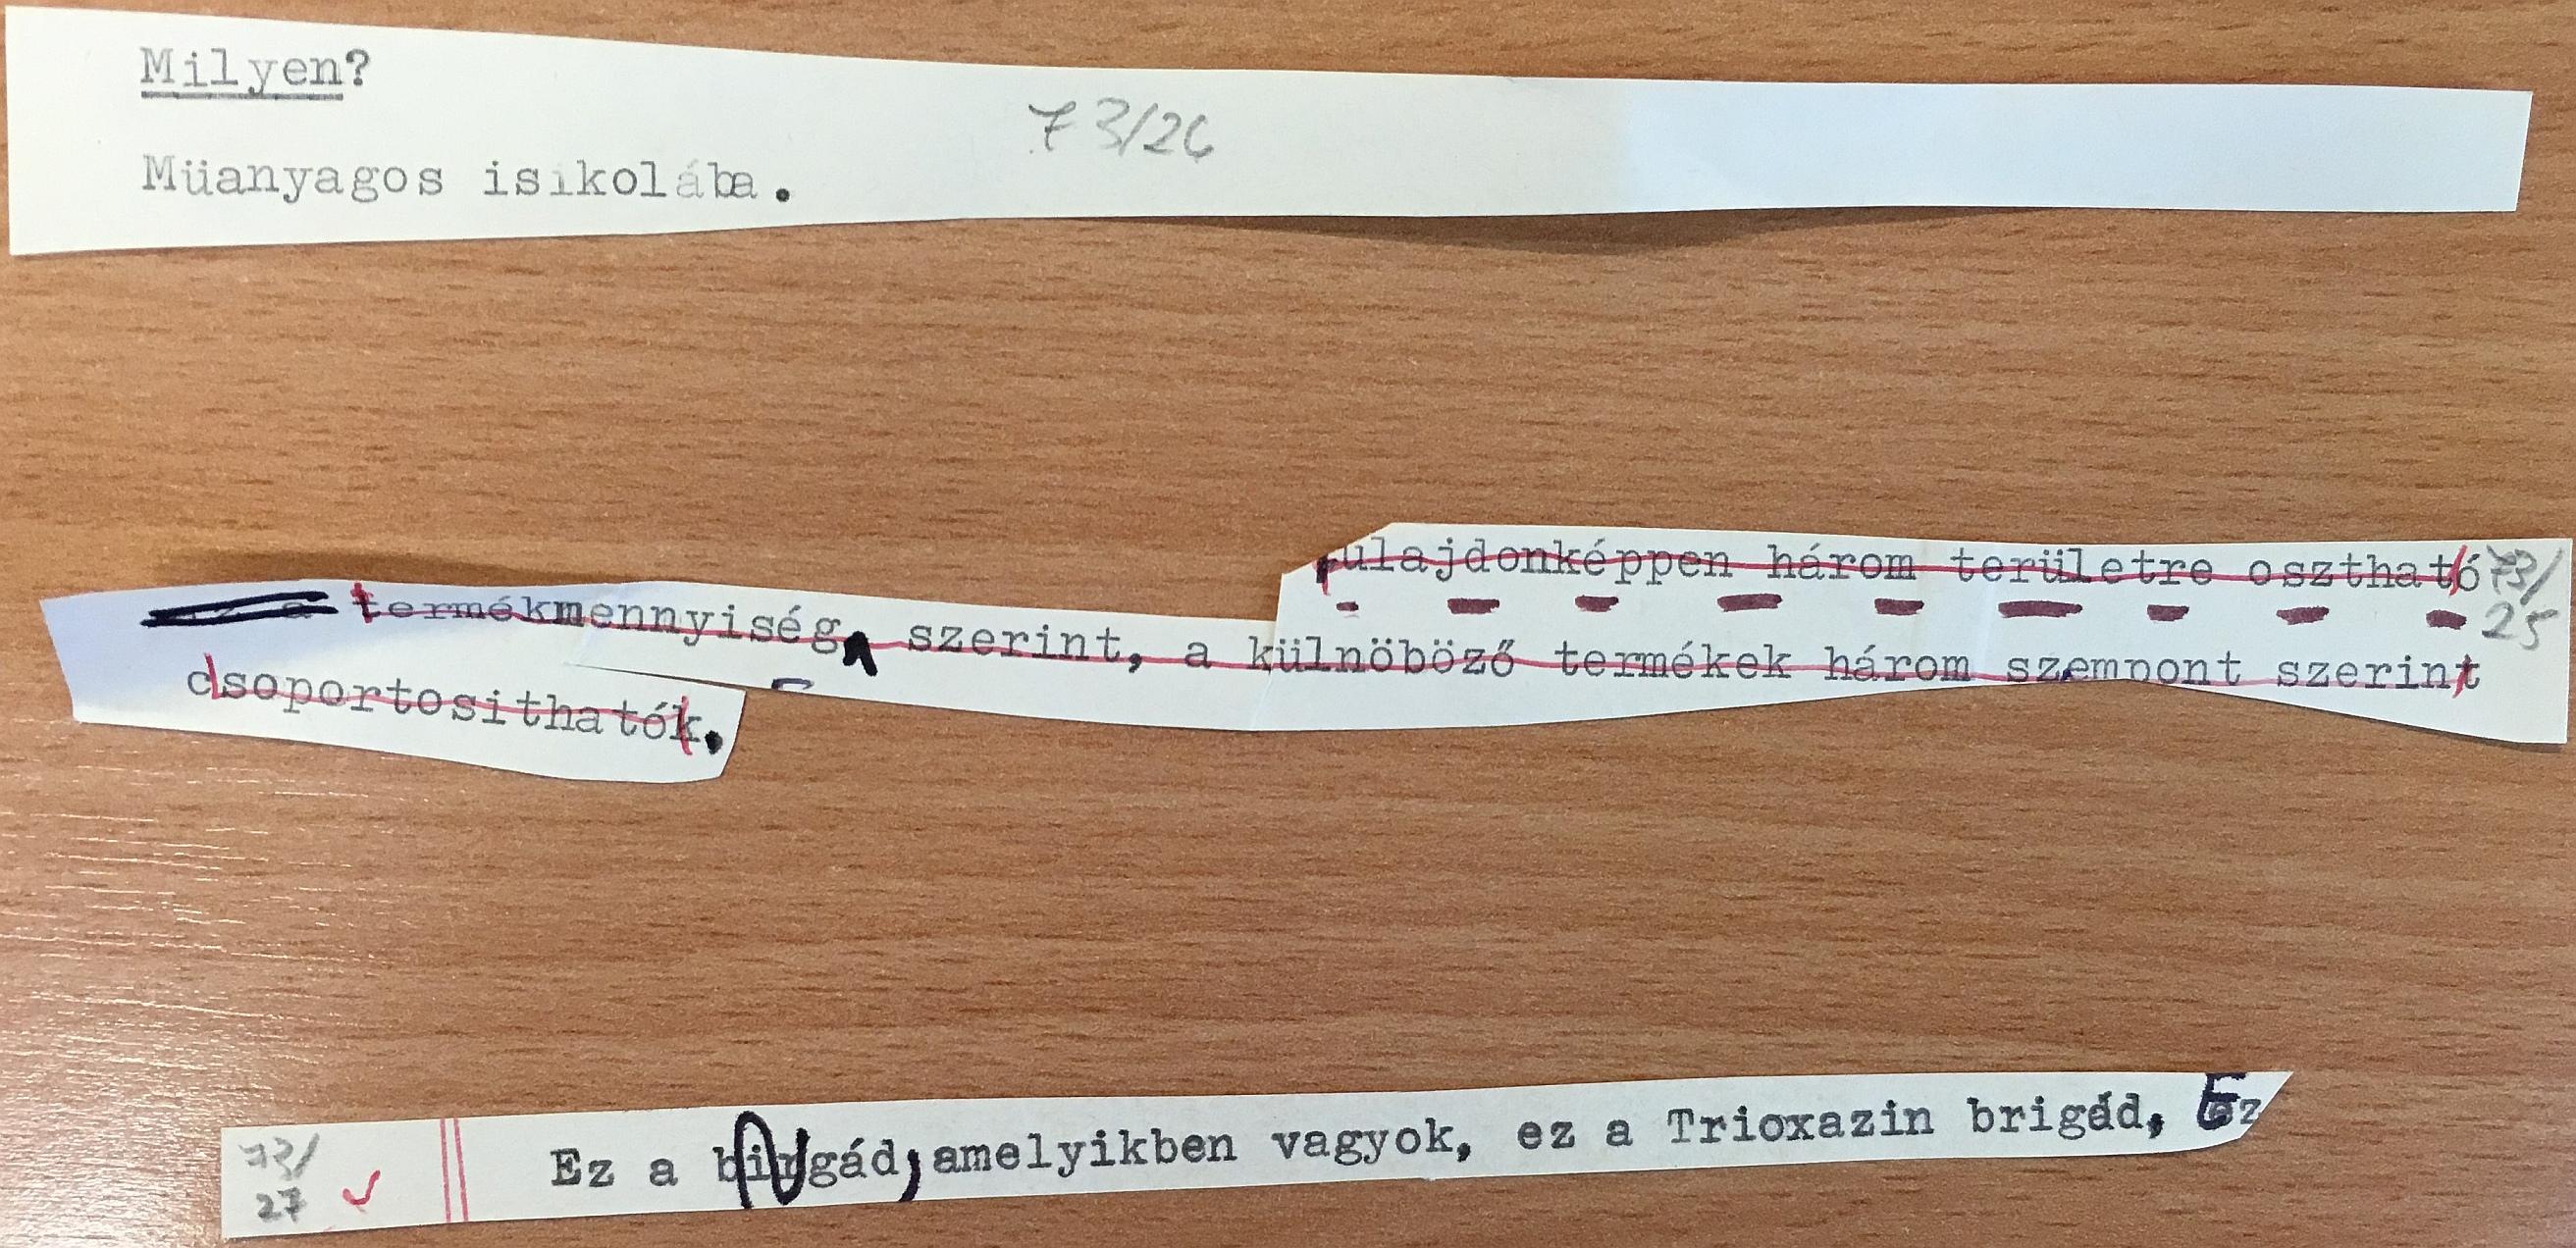 Milyen?
73/26
Müanyagos isikolába.
tulajdonképpen három területre osztható
73/
25
termékmennyiség szerint, a külnöböző termékek három szempont szerint
csoportosithatók.
73/
27
Ez a birgád, amelyikben vagyok, ez a Trioxazin brigád, Ez